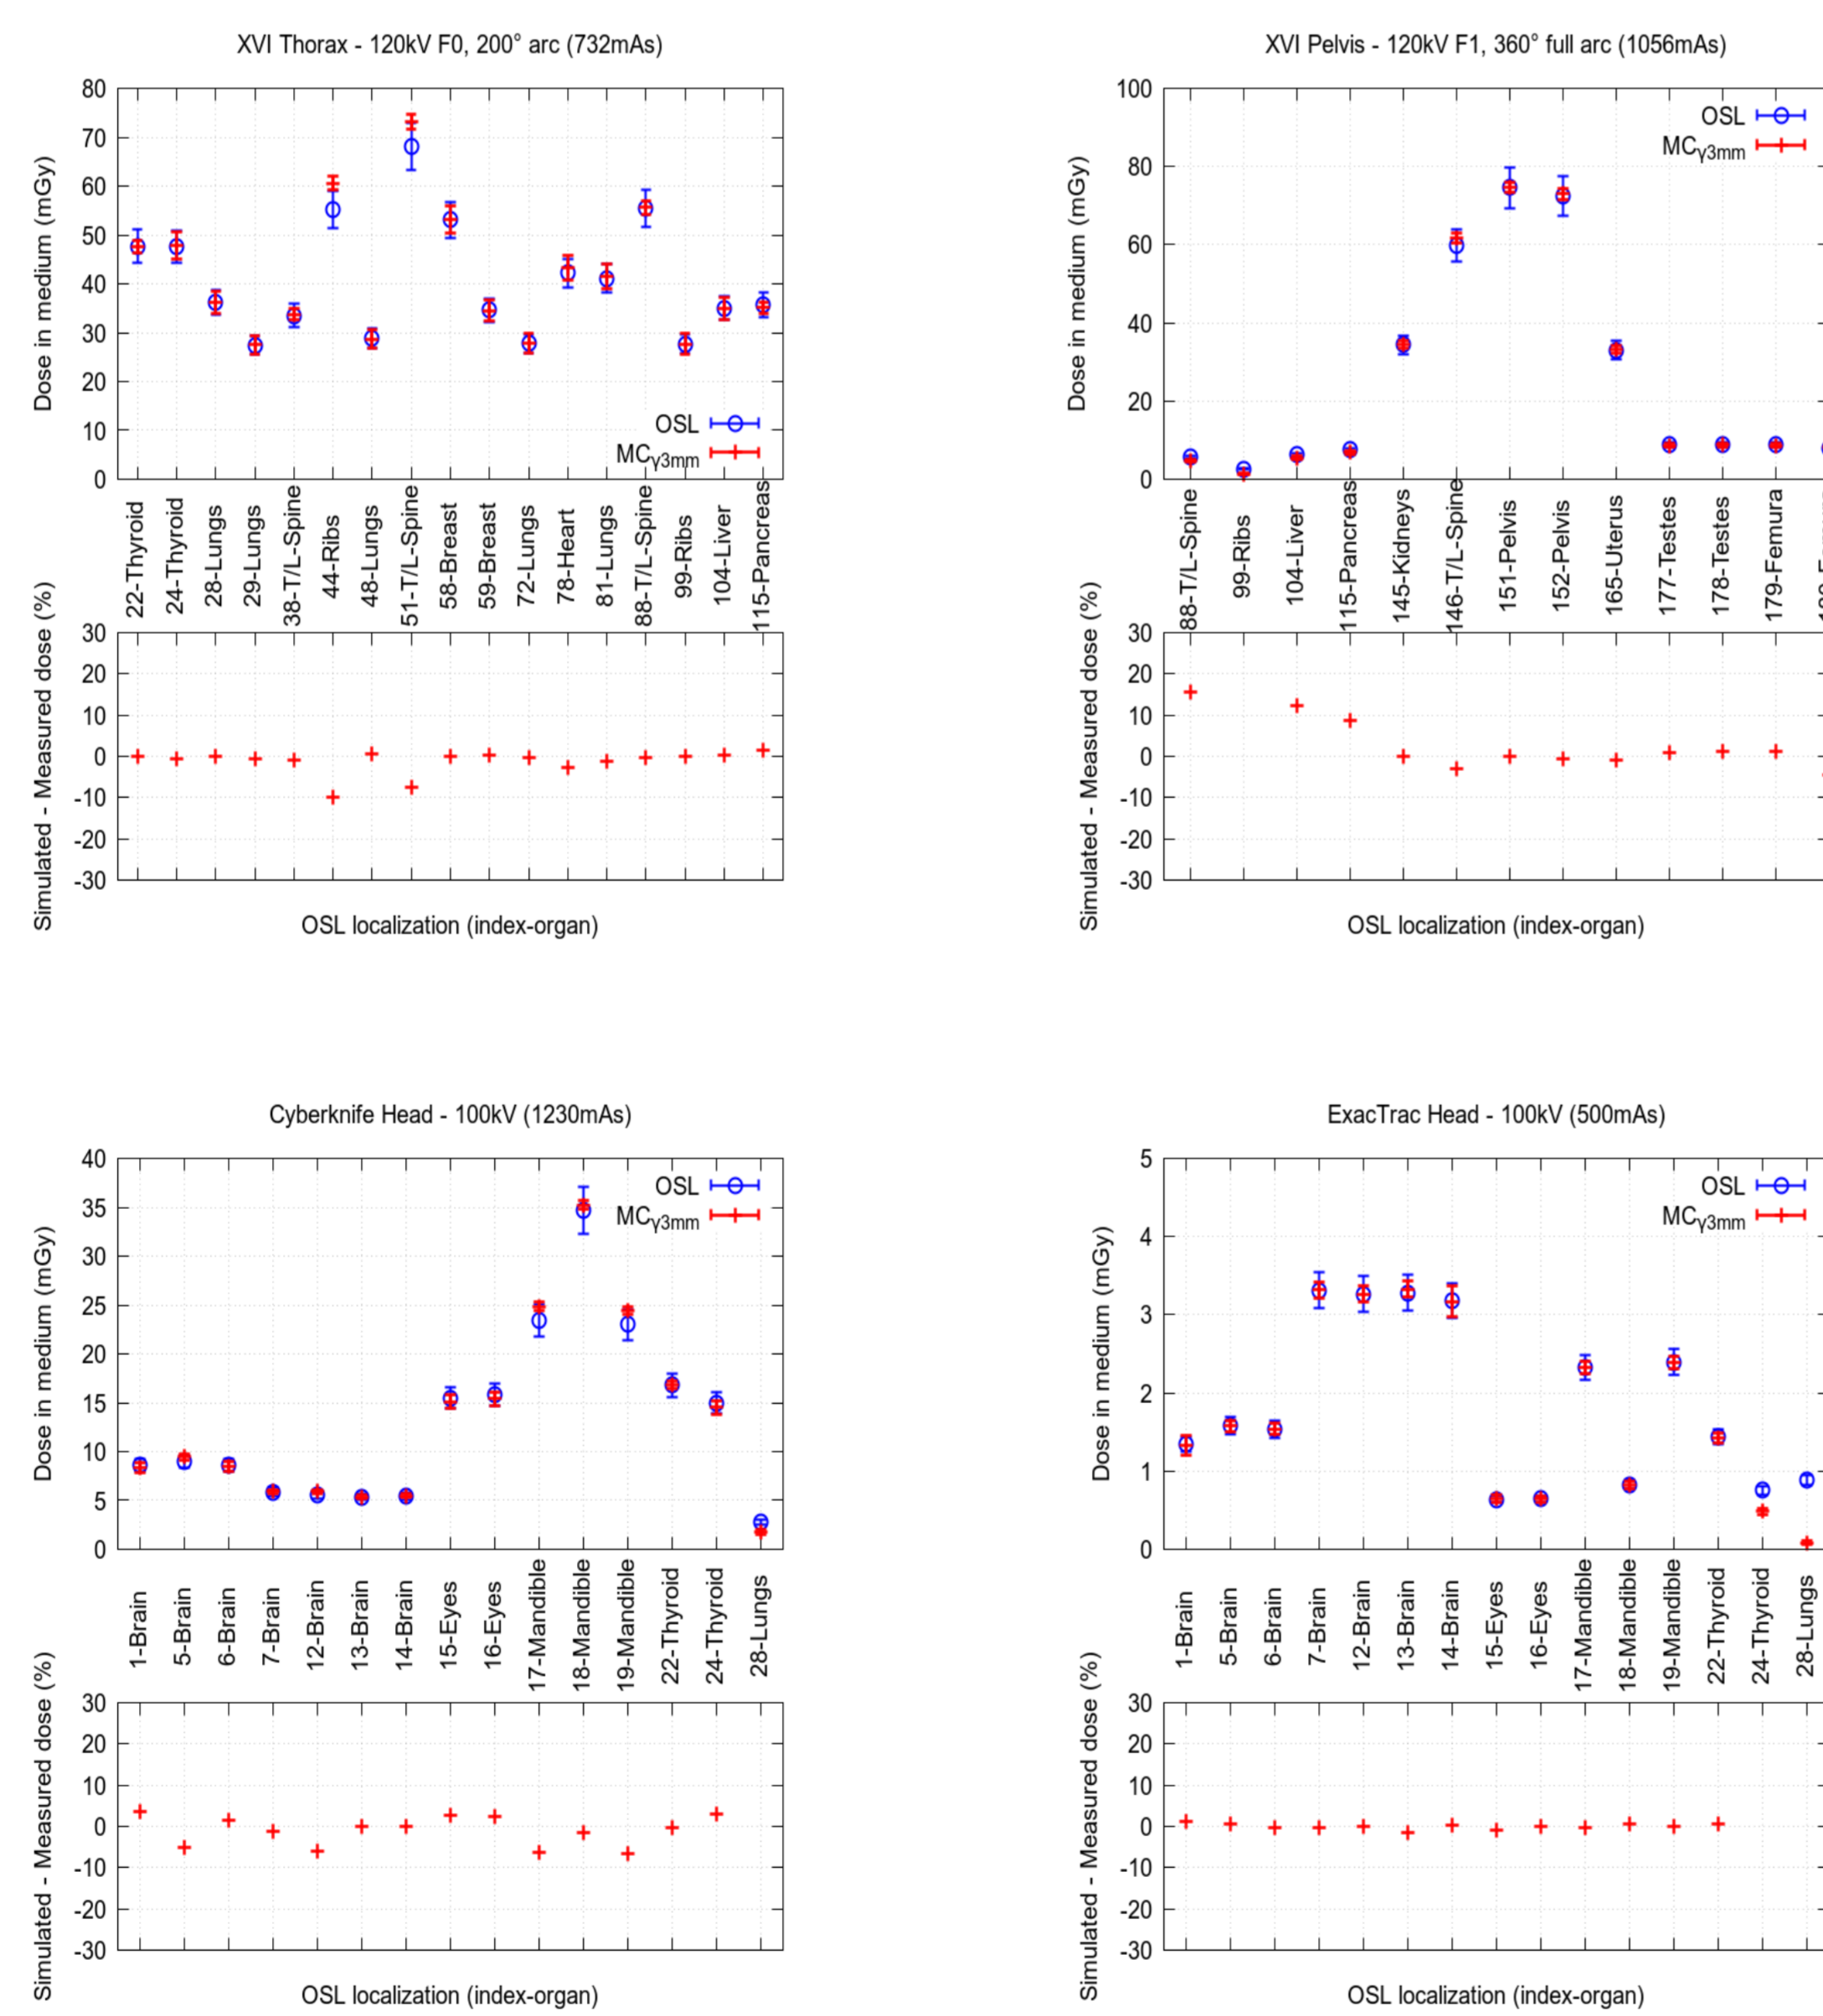 XVI Thorax - 120kV F0, 200° arc (732mAs)
Dose in medium (mGy)
80
70
60
50
40
30
20
10
0
OSL
MCγ3mm
22-Thyroid
24-Thyroid
28-Lungs
29-Lungs
38-T/L-Spine
44-Ribs
48-Lungs
51-T/L-Spine
58-Breast
59-Breast
72-Lungs
78-Heart
81-Lungs
88-T/L-Spine
99-Ribs
104-Liver
115-Pancreas
Simulated - Measured dose (%)
30
20
10
0
-10
-20
-30
OSL localization (index-organ)
XVI Pelvis - 120kV F1, 360° full arc (1056mAs)
Dose in medium (mGy)
100
80
60
40
20
0
OSL
MCγ3mm
88-T/L-Spine
99-Ribs
104-Liver
115-Pancreas
145-Kidneys
146-T/L-Spine
151-Pelvis
152-Pelvis
165-Uterus
177-Testes
178-Testes
179-Femura
Simulated - Measured dose (%)
30
20
10
0
-10
-20
-30
OSL localization (index-organ)
Cyberknife Head - 100kV (1230mAs)
Dose in medium (mGy)
40
35
30
25
20
15
10
5
0
OSL
MCγ3mm
1-Brain
5-Brain
6-Brain
7-Brain
12-Brain
13-Brain
14-Brain
15-Eyes
16-Eyes
17-Mandible
18-Mandible
19-Mandible
22-Thyroid
24-Thyroid
28-Lungs
Simulated - Measured dose (%)
30
20
10
0
-10
-20
-30
OSL localization (index-organ)
ExacTrac Head - 100kV (500mAs)
Dose in medium (mGy)
5
4
3
2
1
0
OSL
MCγ3mm
1-Brain
5-Brain
6-Brain
7-Brain
12-Brain
13-Brain
14-Brain
15-Eyes
16-Eyes
17-Mandible
18-Mandible
19-Mandible
22-Thyroid
24-Thyroid
28-Lungs
Simulated - Measured dose (%)
30
20
10
0
-10
-20
-30
OSL localization (index-organ)